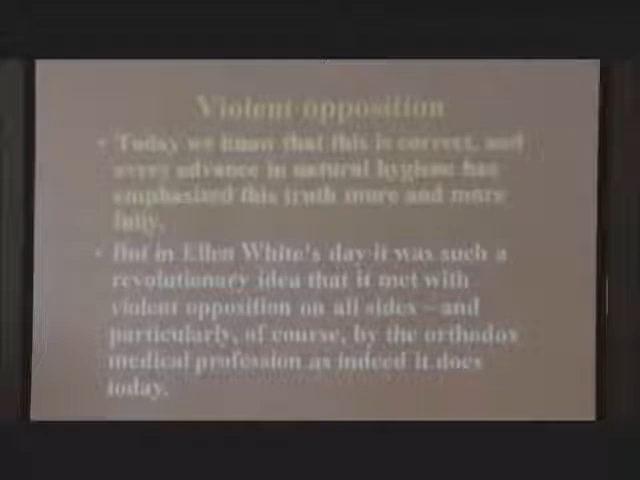 Violent opposition
• Today we know that this is correct, and
every advance in natural hygiene has
emphasized this truth more and more
fully.
• But in Ellen White's day it was such a
revolutionary idea that it met with
violent opposition on all sides – and
particularly, of course, by the orthodox
medical profession as indeed it does
today.